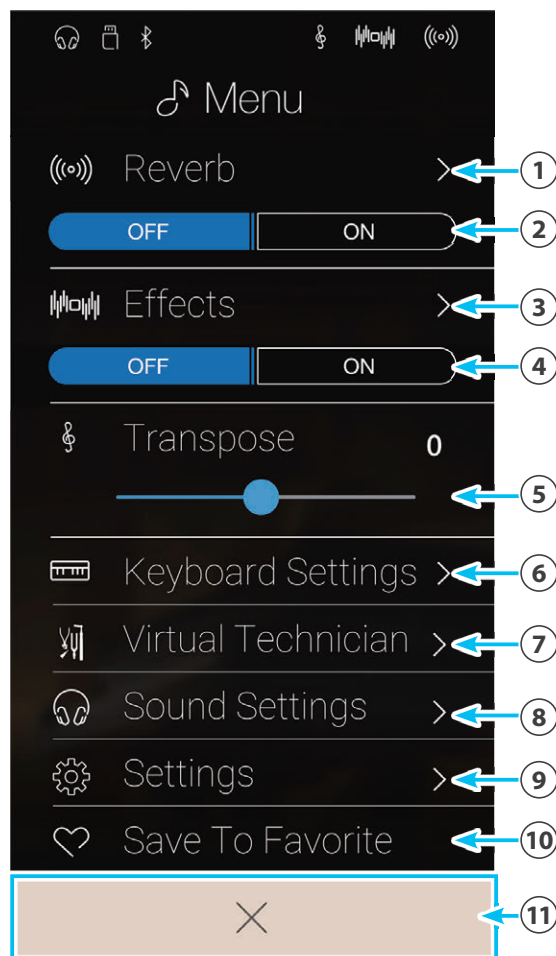 Menu
Reverb
1
OFF ON
2
Effects
3
OFF ON
4
Transpose 0
5
Keyboard Settings
6
Virtual Technician
7
Sound Settings
8
Settings
9
Save To Favorite
10
11